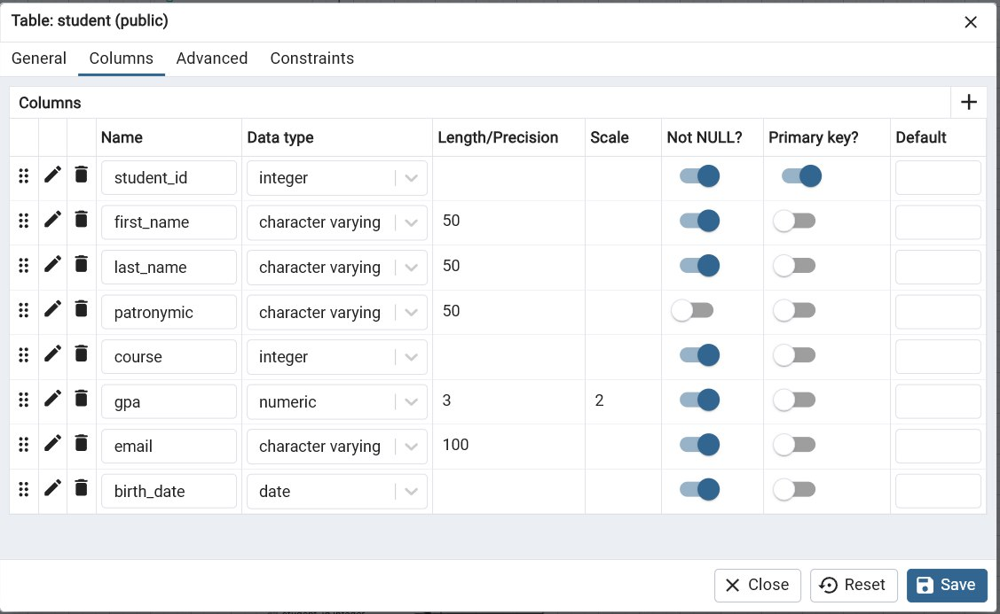 Table: student (public)
General Columns Advanced Constraints
Columns
Name Data type Length/Precision Scale Not NULL? Primary key? Default
student_id integer
first_name character varying 50
last_name character varying 50
patronymic character varying 50
course integer
gpa numeric 3 2
email character varying 100
birth_date date
Close Reset Save